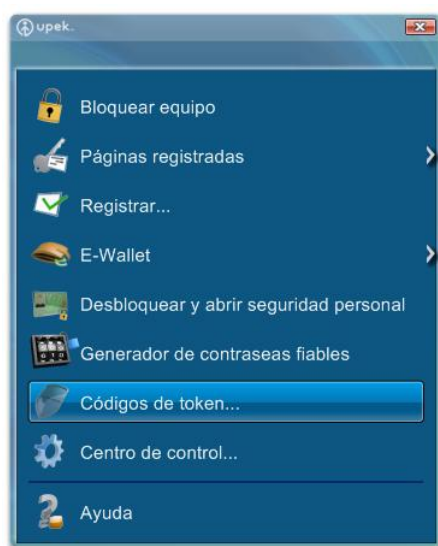 upek.
Bloquear equipo
Páginas registradas
Registrar...
E-Wallet
Desbloquear y abrir seguridad personal
Generador de contraseas fiables
Códigos de token...
Centro de control...
Ayuda